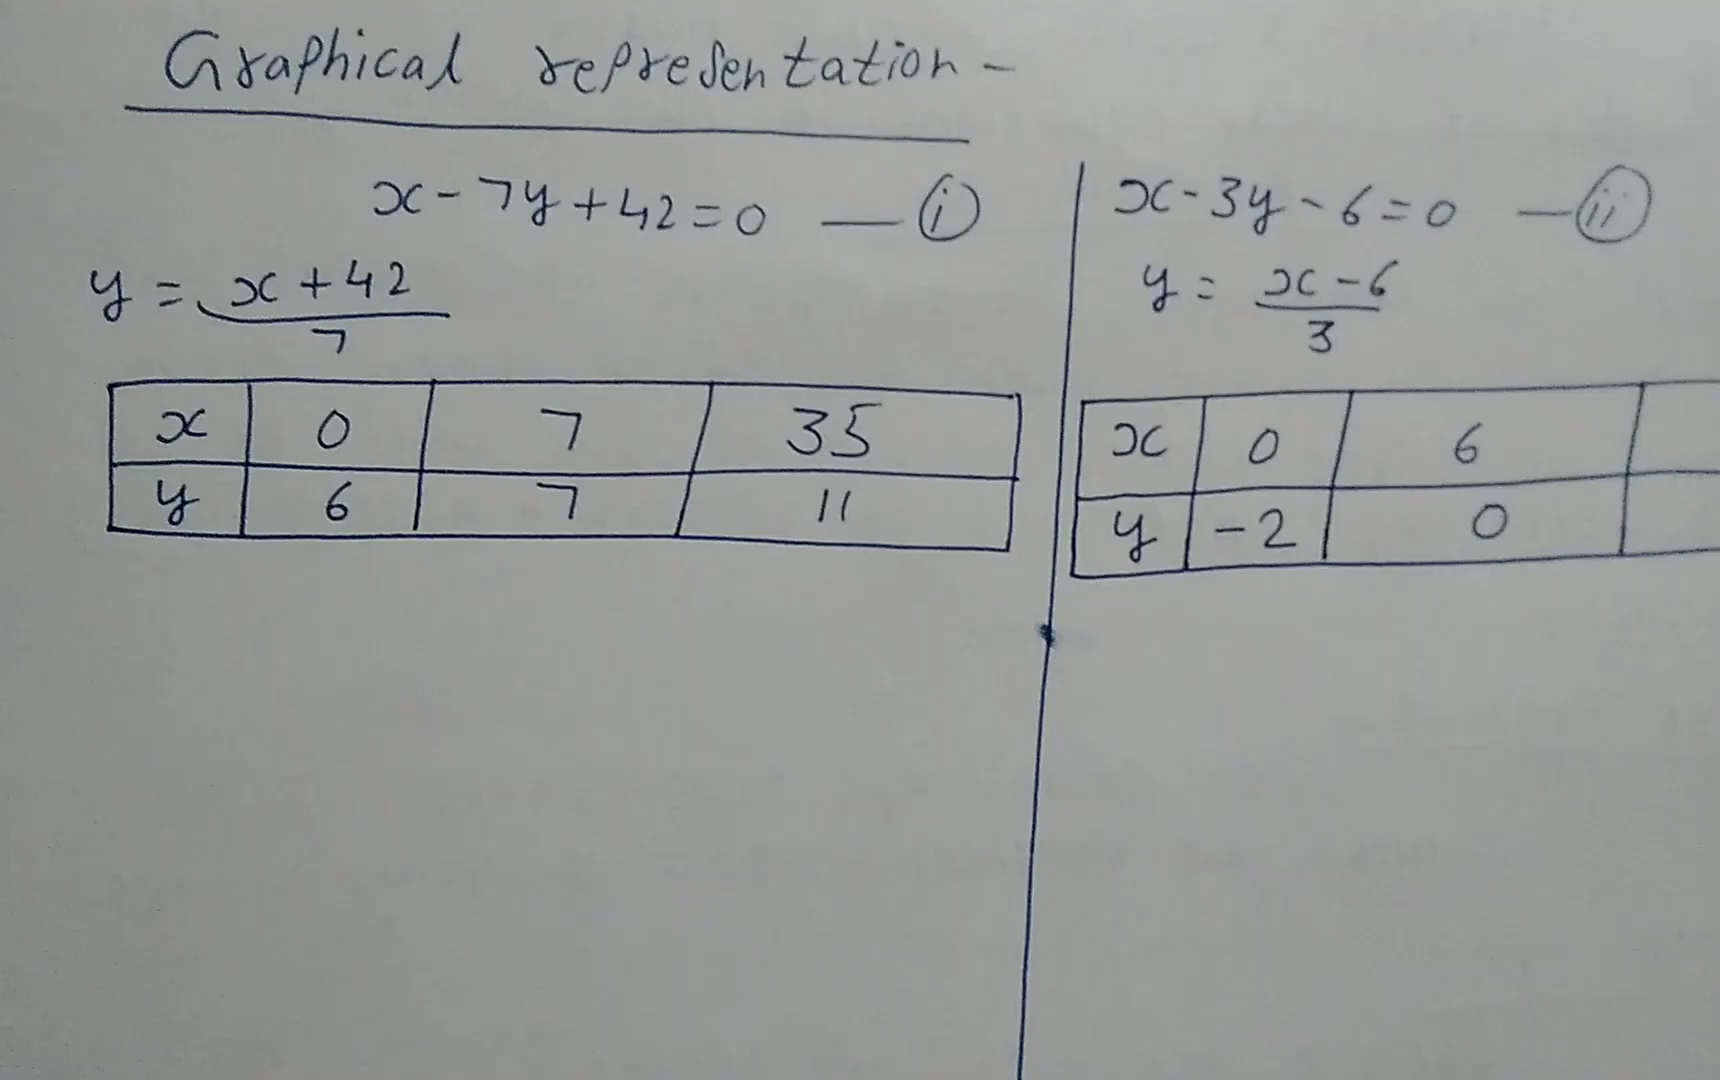 Graphical representation -
x - 7y + 42 = 0 — (i)
y = x + 42 / 7
x 0 7 35
y 6 7 11
x - 3y - 6 = 0 — (ii)
y = x - 6 / 3
x 0 6
y -2 0